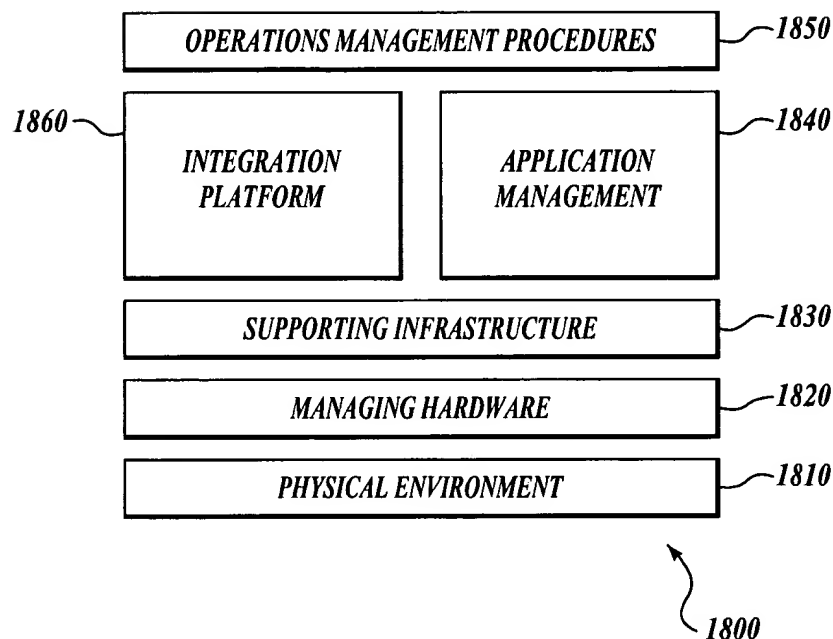 OPERATIONS MANAGEMENT PROCEDURES
1850
1860
INTEGRATION
PLATFORM
APPLICATION
MANAGEMENT
1840
SUPPORTING INFRASTRUCTURE
1830
MANAGING HARDWARE
1820
PHYSICAL ENVIRONMENT
1810
1800